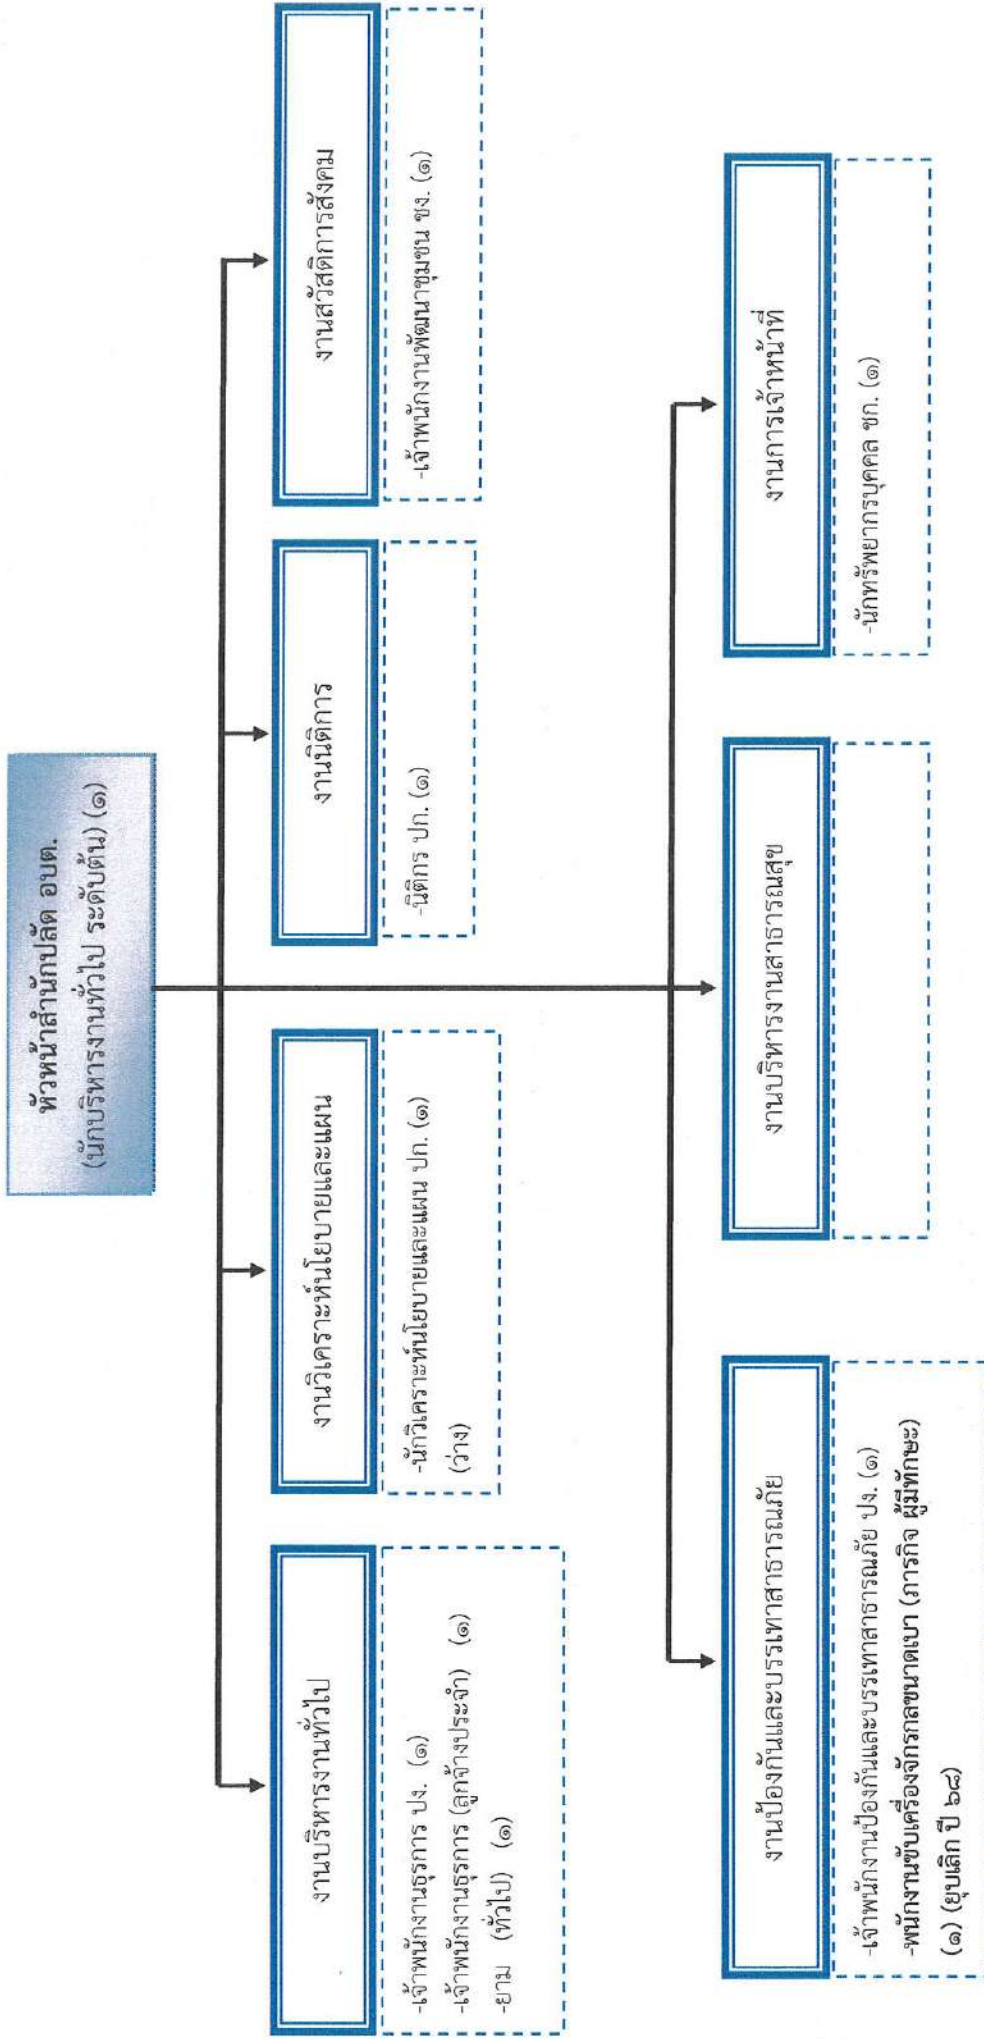 หัวหน้าสำนักปลัด อบต.
(นักบริหารงานทั่วไป ระดับต้น) (๑)
งานบริหารงานทั่วไป
-เจ้าพนักงานธุรการ ปง. (๑)
-เจ้าพนักงานธุรการ (ลูกจ้างประจำ) (๑)
-ยาม (ทั่วไป) (๑)
งานวิเคราะห์นโยบายและแผน
-นักวิเคราะห์นโยบายและแผน ปก. (๑)
(ว่าง)
งานนิติการ
-นิติกร ปก. (๑)
งานสวัสดิการสังคม
-เจ้าพนักงานพัฒนาชุมชน ชง. (๑)
งานป้องกันและบรรเทาสาธารณภัย
-เจ้าพนักงานป้องกันและบรรเทาสาธารณภัย ปง. (๑)
-พนักงานขับเครื่องจักรกลขนาดเบา (ภารกิจ ผู้มีทักษะ)
(๑) (ยุบเลิก ปี ๖๘)
งานบริหารงานสาธารณสุข
งานการเจ้าหน้าที่
-นักทรัพยากรบุคคล ชก. (๑)